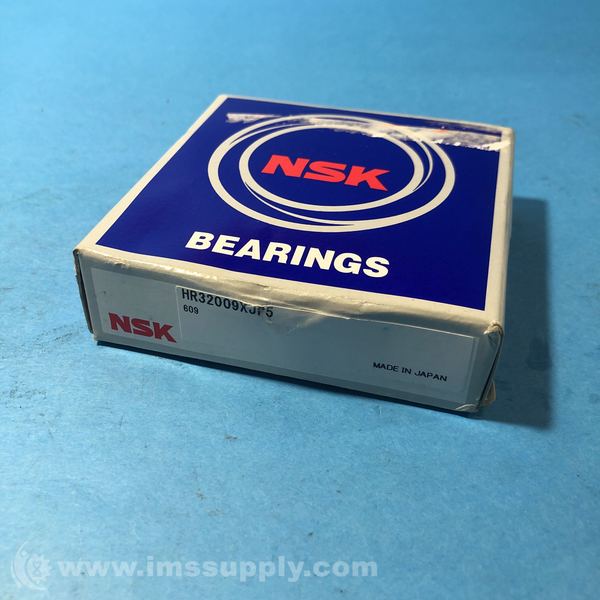 NSK
BEARINGS
HR32009XJP5
609
NSK
MADE IN JAPAN
www.imssupply.com